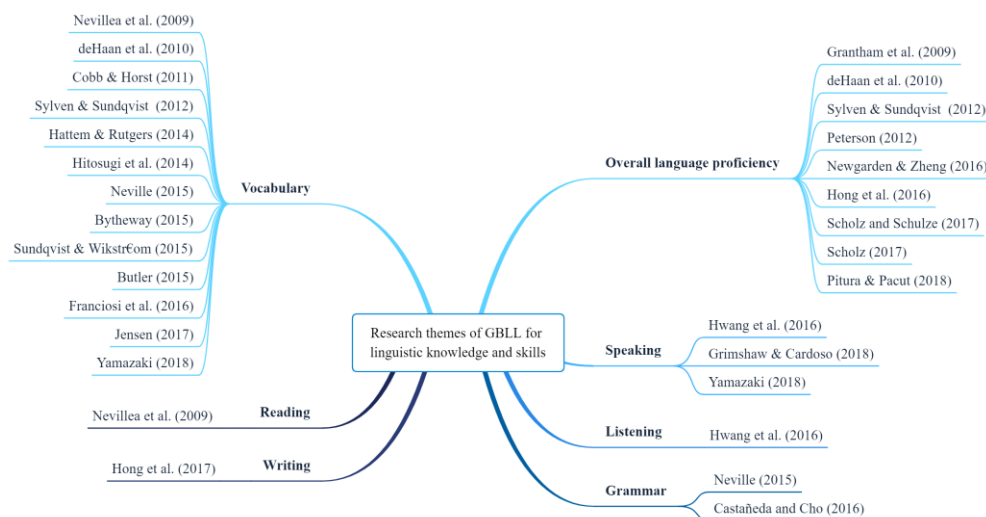 Nevillea et al. (2009)
deHaan et al. (2010)
Cobb & Horst (2011)
Sylven & Sundqvist (2012)
Hattem & Rutgers (2014)
Hitosugi et al. (2014)
Neville (2015)
Bytheway (2015)
Sundqvist & Wikstr€om (2015)
Butler (2015)
Franciosi et al. (2016)
Jensen (2017)
Yamazaki (2018)
Vocabulary
Nevillea et al. (2009)
Reading
Hong et al. (2017)
Writing
Research themes of GBLL for
linguistic knowledge and skills
Overall language proficiency
Grantham et al. (2009)
deHaan et al. (2010)
Sylven & Sundqvist (2012)
Peterson (2012)
Newgarden & Zheng (2016)
Hong et al. (2016)
Scholz and Schulze (2017)
Scholz (2017)
Pitura & Pacut (2018)
Speaking
Hwang et al. (2016)
Grimshaw & Cardoso (2018)
Yamazaki (2018)
Listening
Hwang et al. (2016)
Grammar
Neville (2015)
Castañeda and Cho (2016)